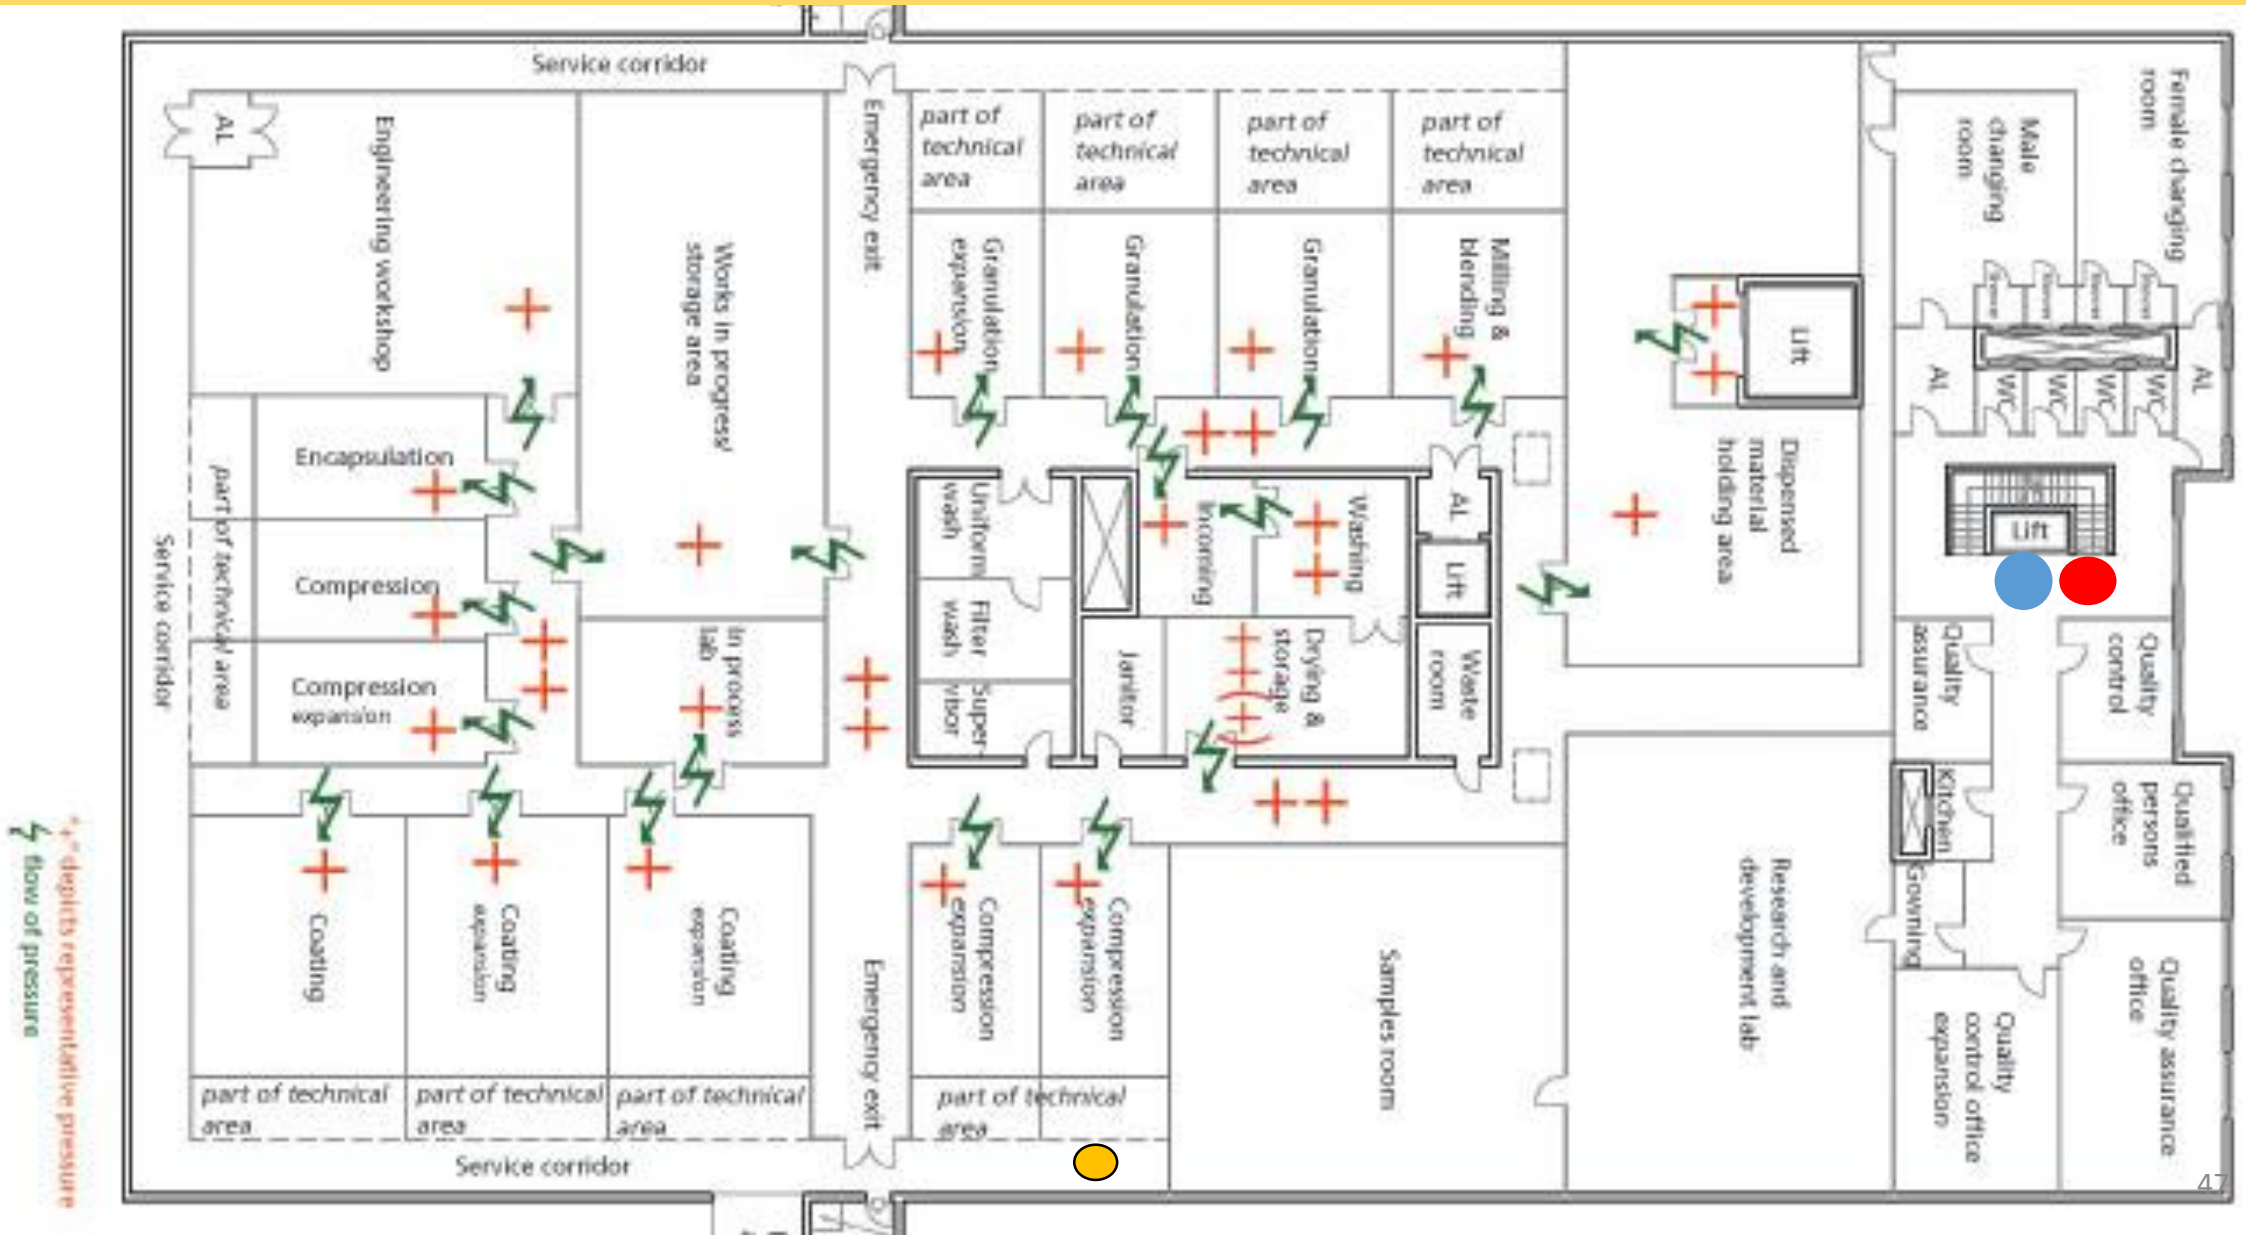 Service corridor
AL
Engineering workshop
Works in progress/
storage area
Emergency exit
part of
technical
area
part of
technical
area
part of
technical
area
part of
technical
area
Granulation
expansion
Granulation
Granulation
Milling &
blending
Lift
Dispensed
material
holding area
Male
changing
room
Female changing
room
AL
WC
WC
WC
WC
AL
Lift
Encapsulation
Compression
Compression
expansion
part of technical area
Service corridor
In process
lab
Uniform
wash
Filter
wash
Super-
visor
Incoming
Washing
Janitor
Drying &
storage
AL
Lift
Waste
room
Quality
assurance
Quality
control
Kitchen
Qualified
persons
office
Gowning
Quality
control office
expansion
Quality assurance
office
Coating
Coating
expansion
Coating
expansion
Compression
expansion
Compression
expansion
Samples room
Research and
development lab
part of technical
area
part of technical
area
part of technical
area
part of technical
area
Emergency exit
Service corridor
"+" depicts representative pressure
flow of pressure
47